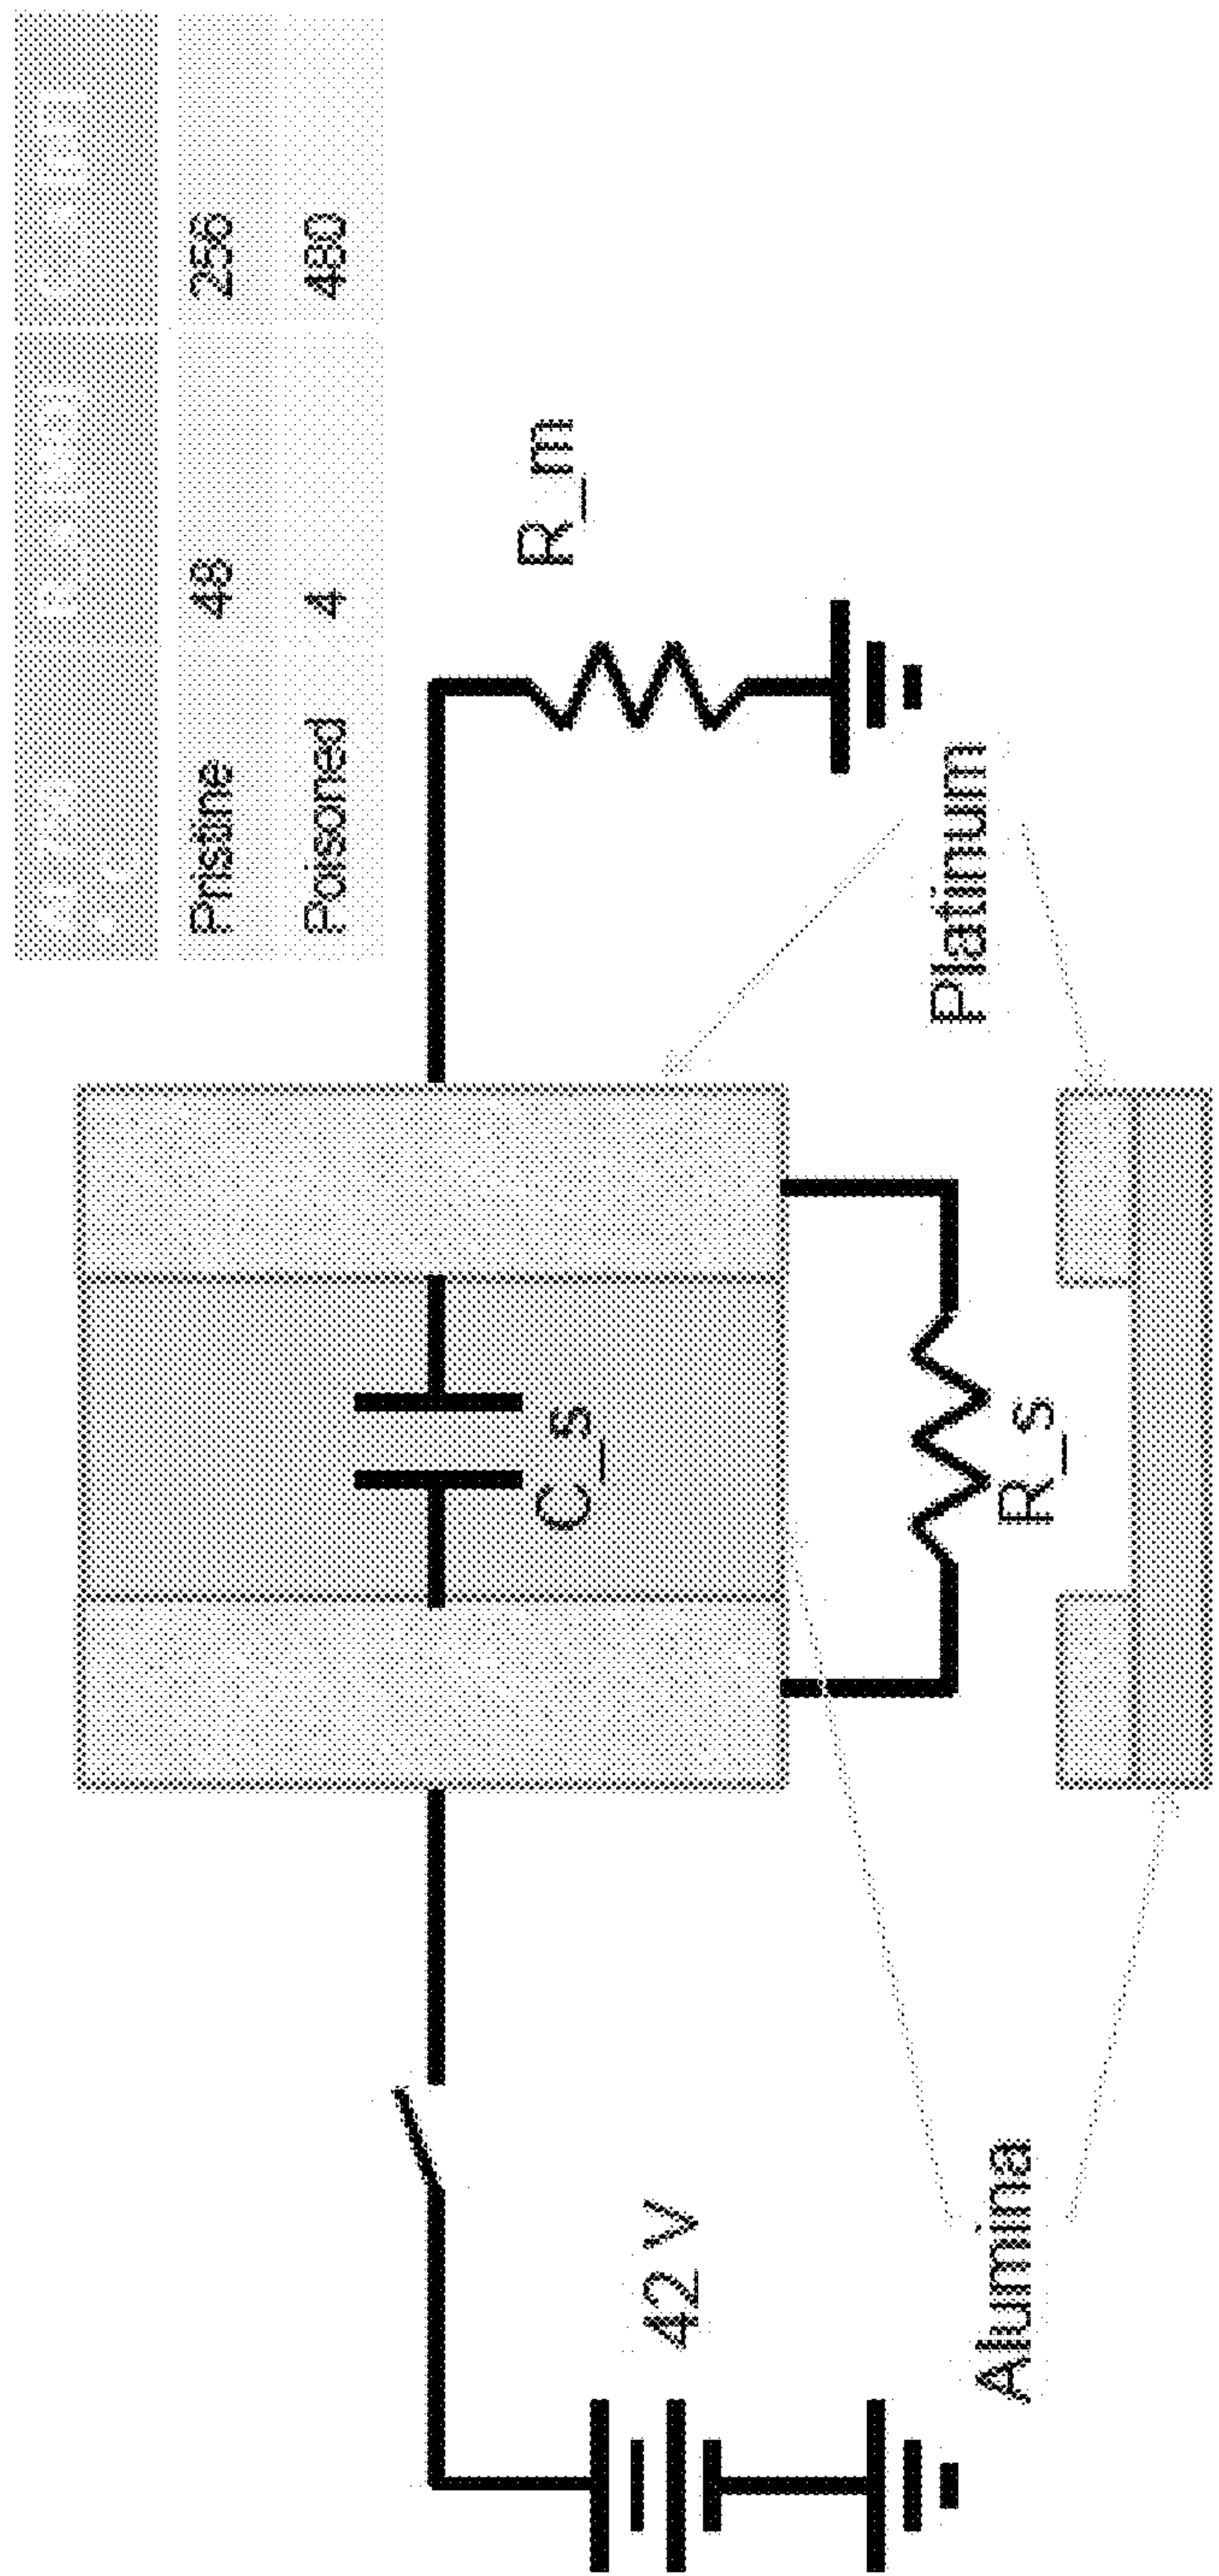 Pristine 48 256
Poisoned 4 480
R_m
C_s
42 V
Platinum
R_s
Alumina